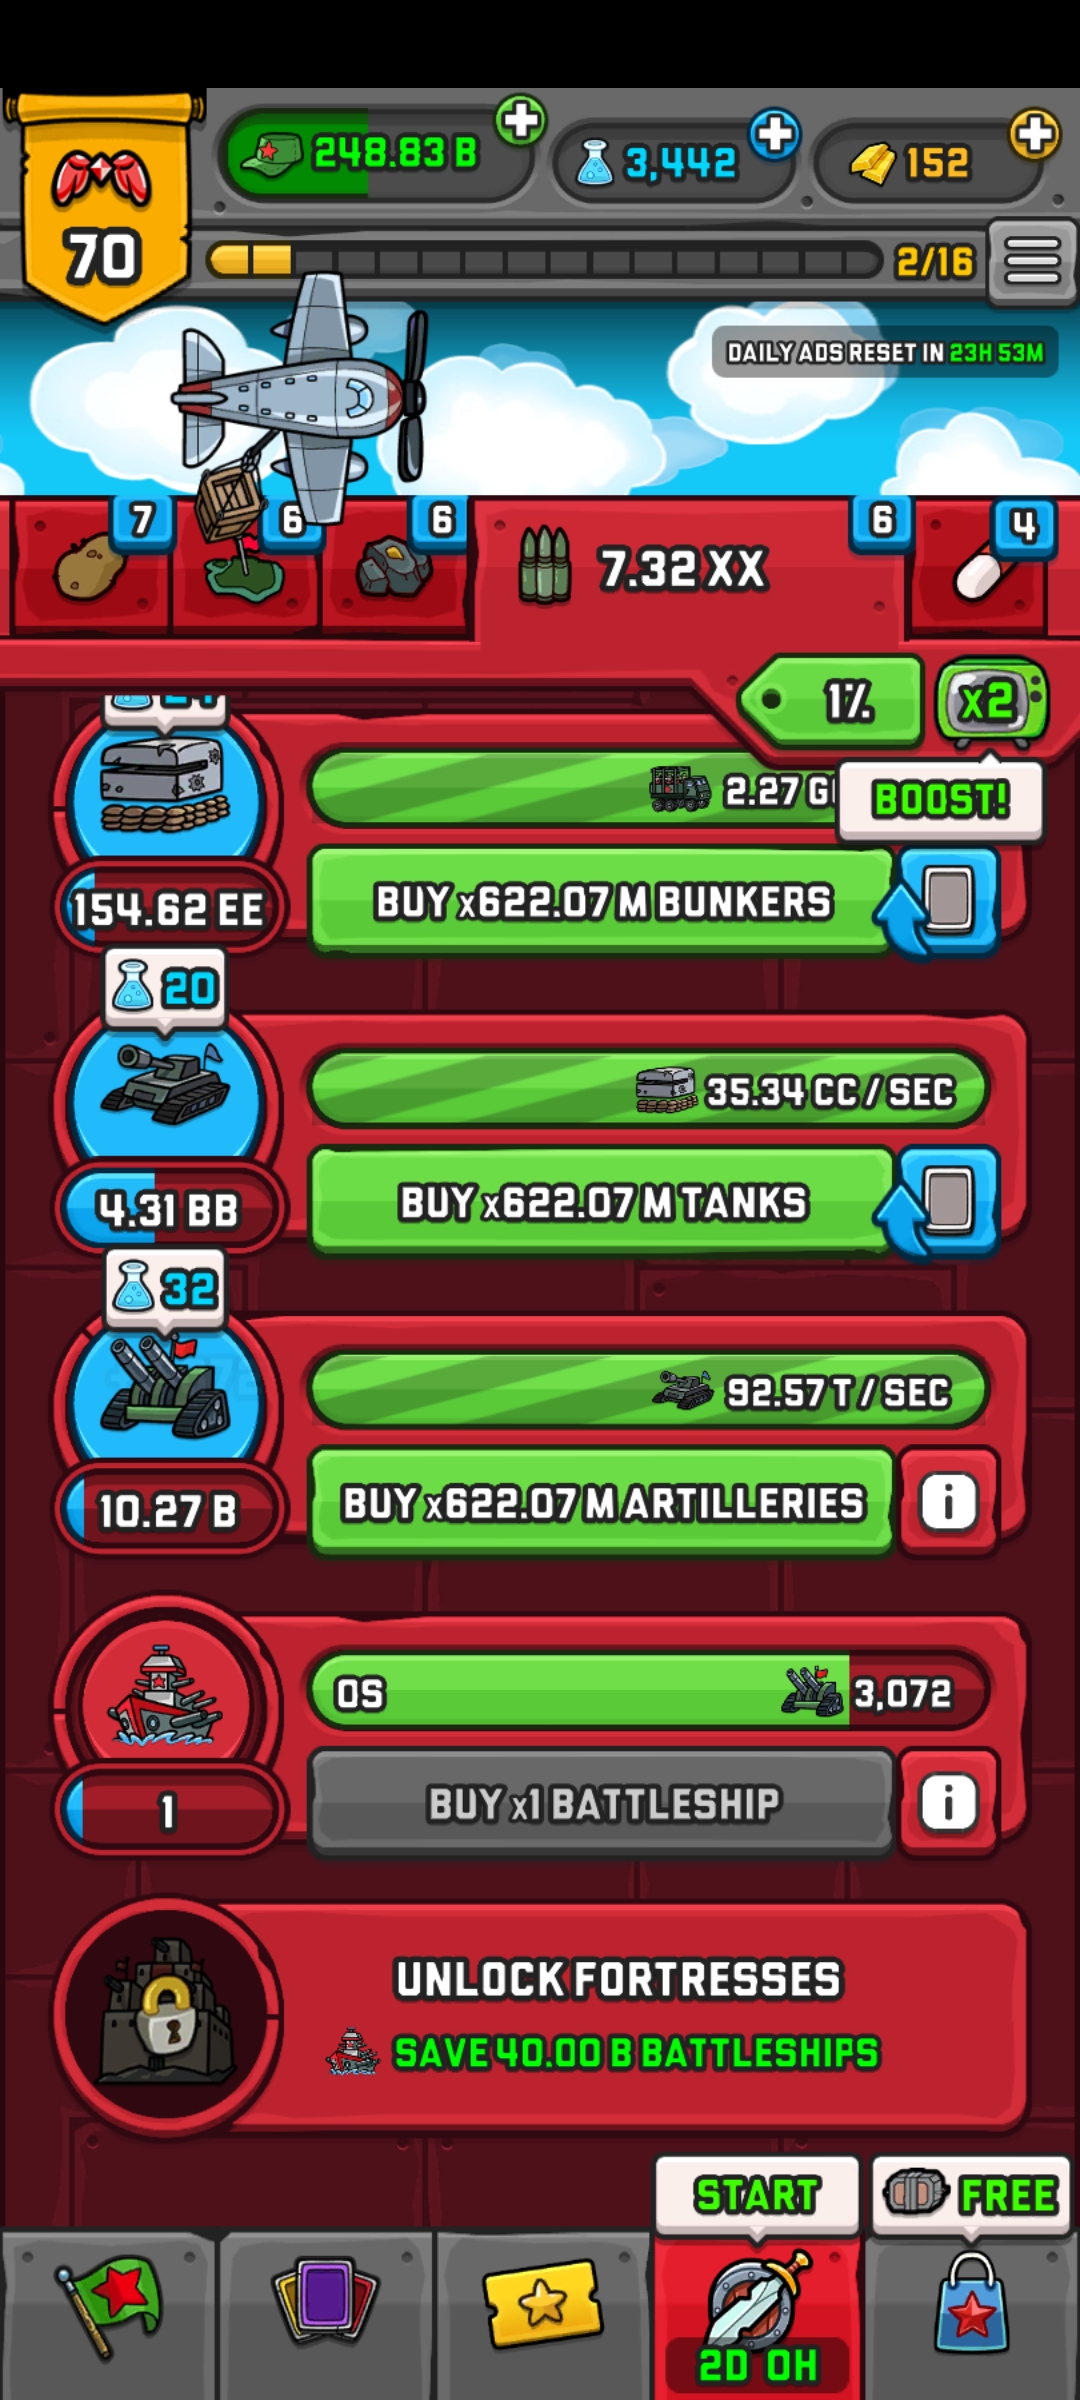 248.83 B
3,442
152
70
2/16
DAILY ADS RESET IN 23H 53M
7
6
6
7.32 XX
6
4
1%
x2
BOOST!
154.62 EE
BUY x622.07 M BUNKERS
20
35.34 CC / SEC
4.31 BB
BUY x622.07 M TANKS
32
92.57 T / SEC
10.27 B
BUY x622.07 M ARTILLERIES
i
0S
3,072
1
BUY x1 BATTLESHIP
i
UNLOCK FORTRESSES
SAVE 40.00 B BATTLESHIPS
START
FREE
2D 0H